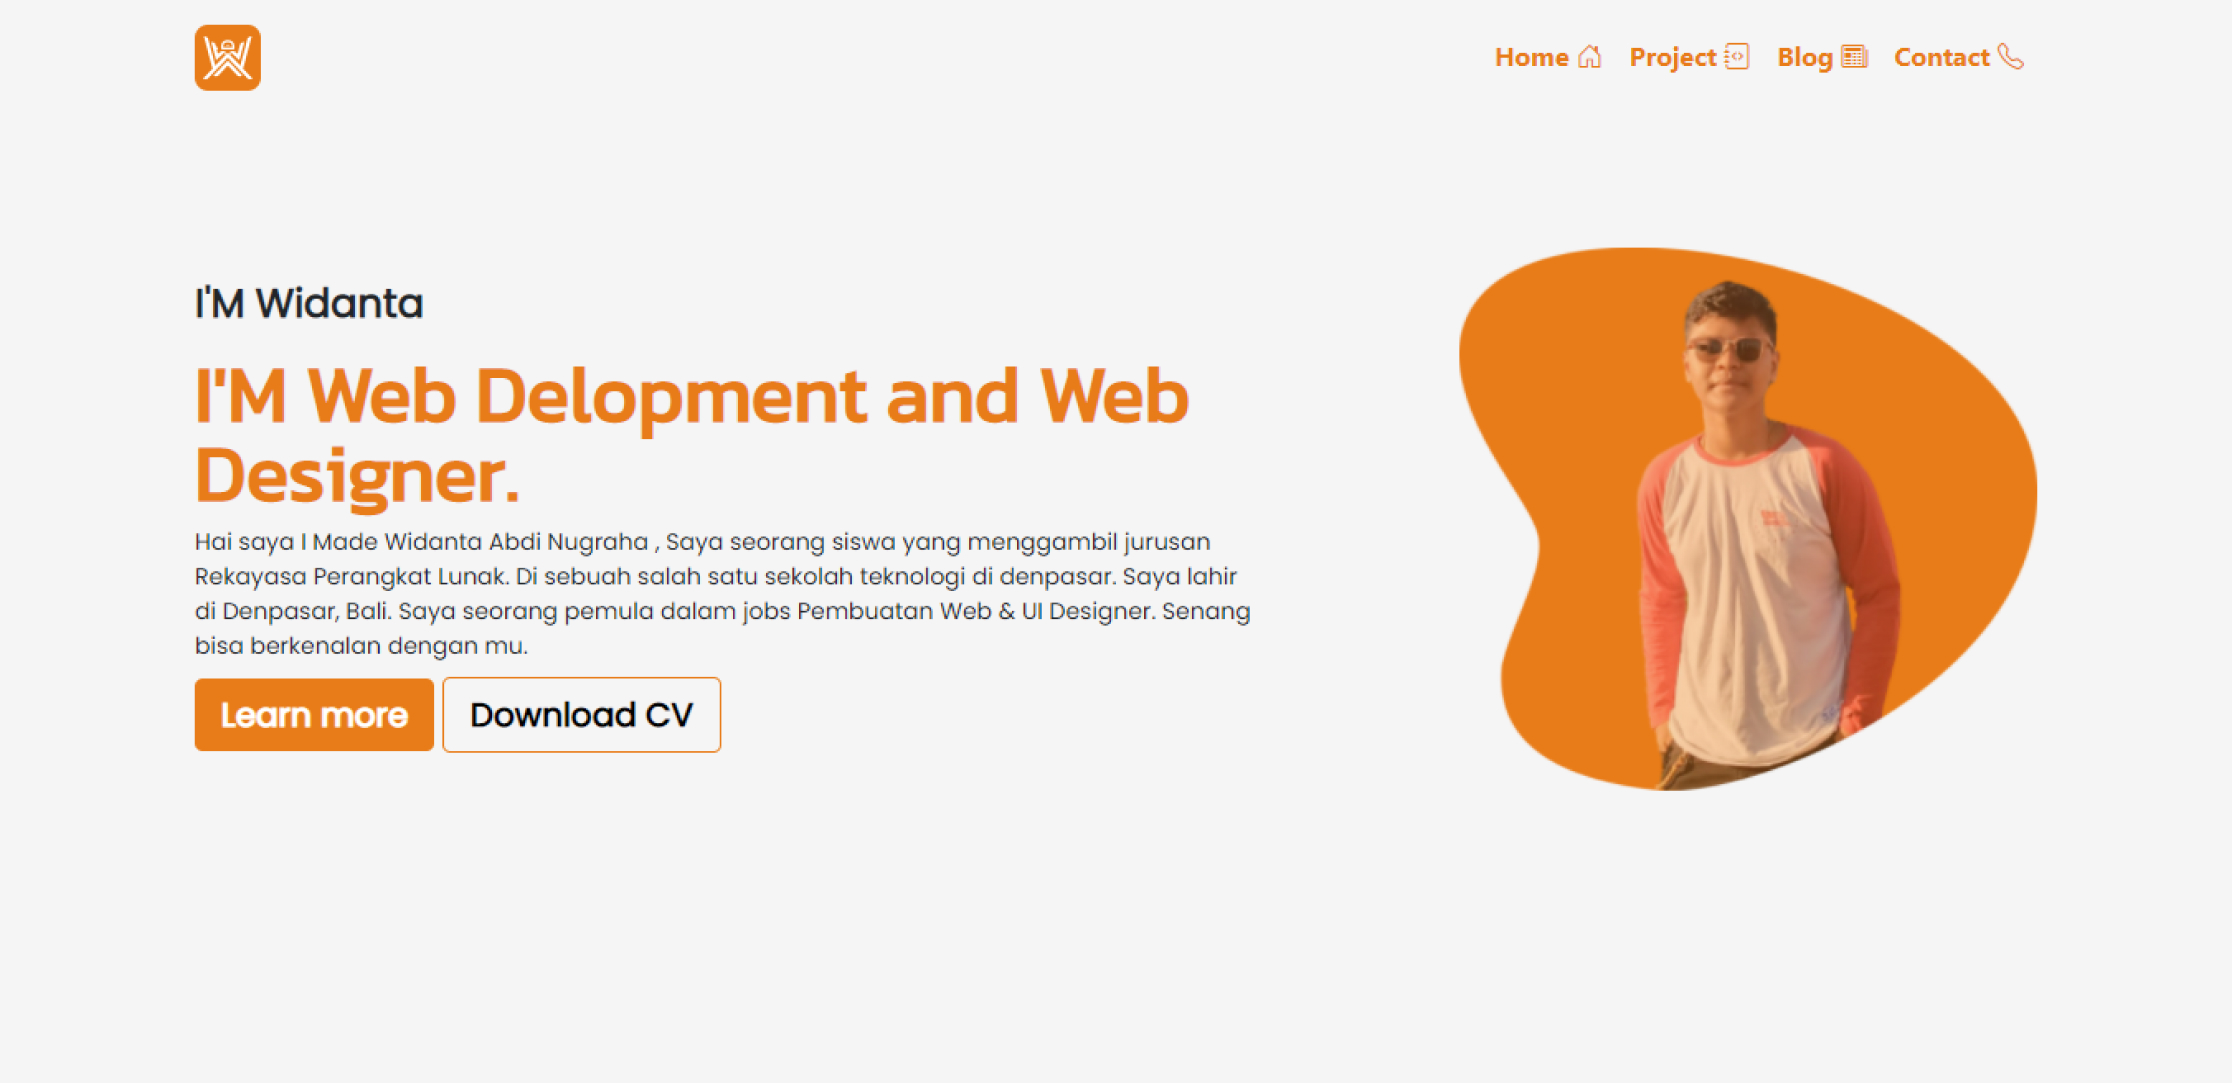 Home Project Blog Contact
I'M Widanta
I'M Web Delopment and Web
Designer.
Hai saya I Made Widanta Abdi Nugraha , Saya seorang siswa yang menggambil jurusan
Rekayasa Perangkat Lunak. Di sebuah salah satu sekolah teknologi di denpasar. Saya lahir
di Denpasar, Bali. Saya seorang pemula dalam jobs Pembuatan Web & UI Designer. Senang
bisa berkenalan dengan mu.
Learn more Download CV